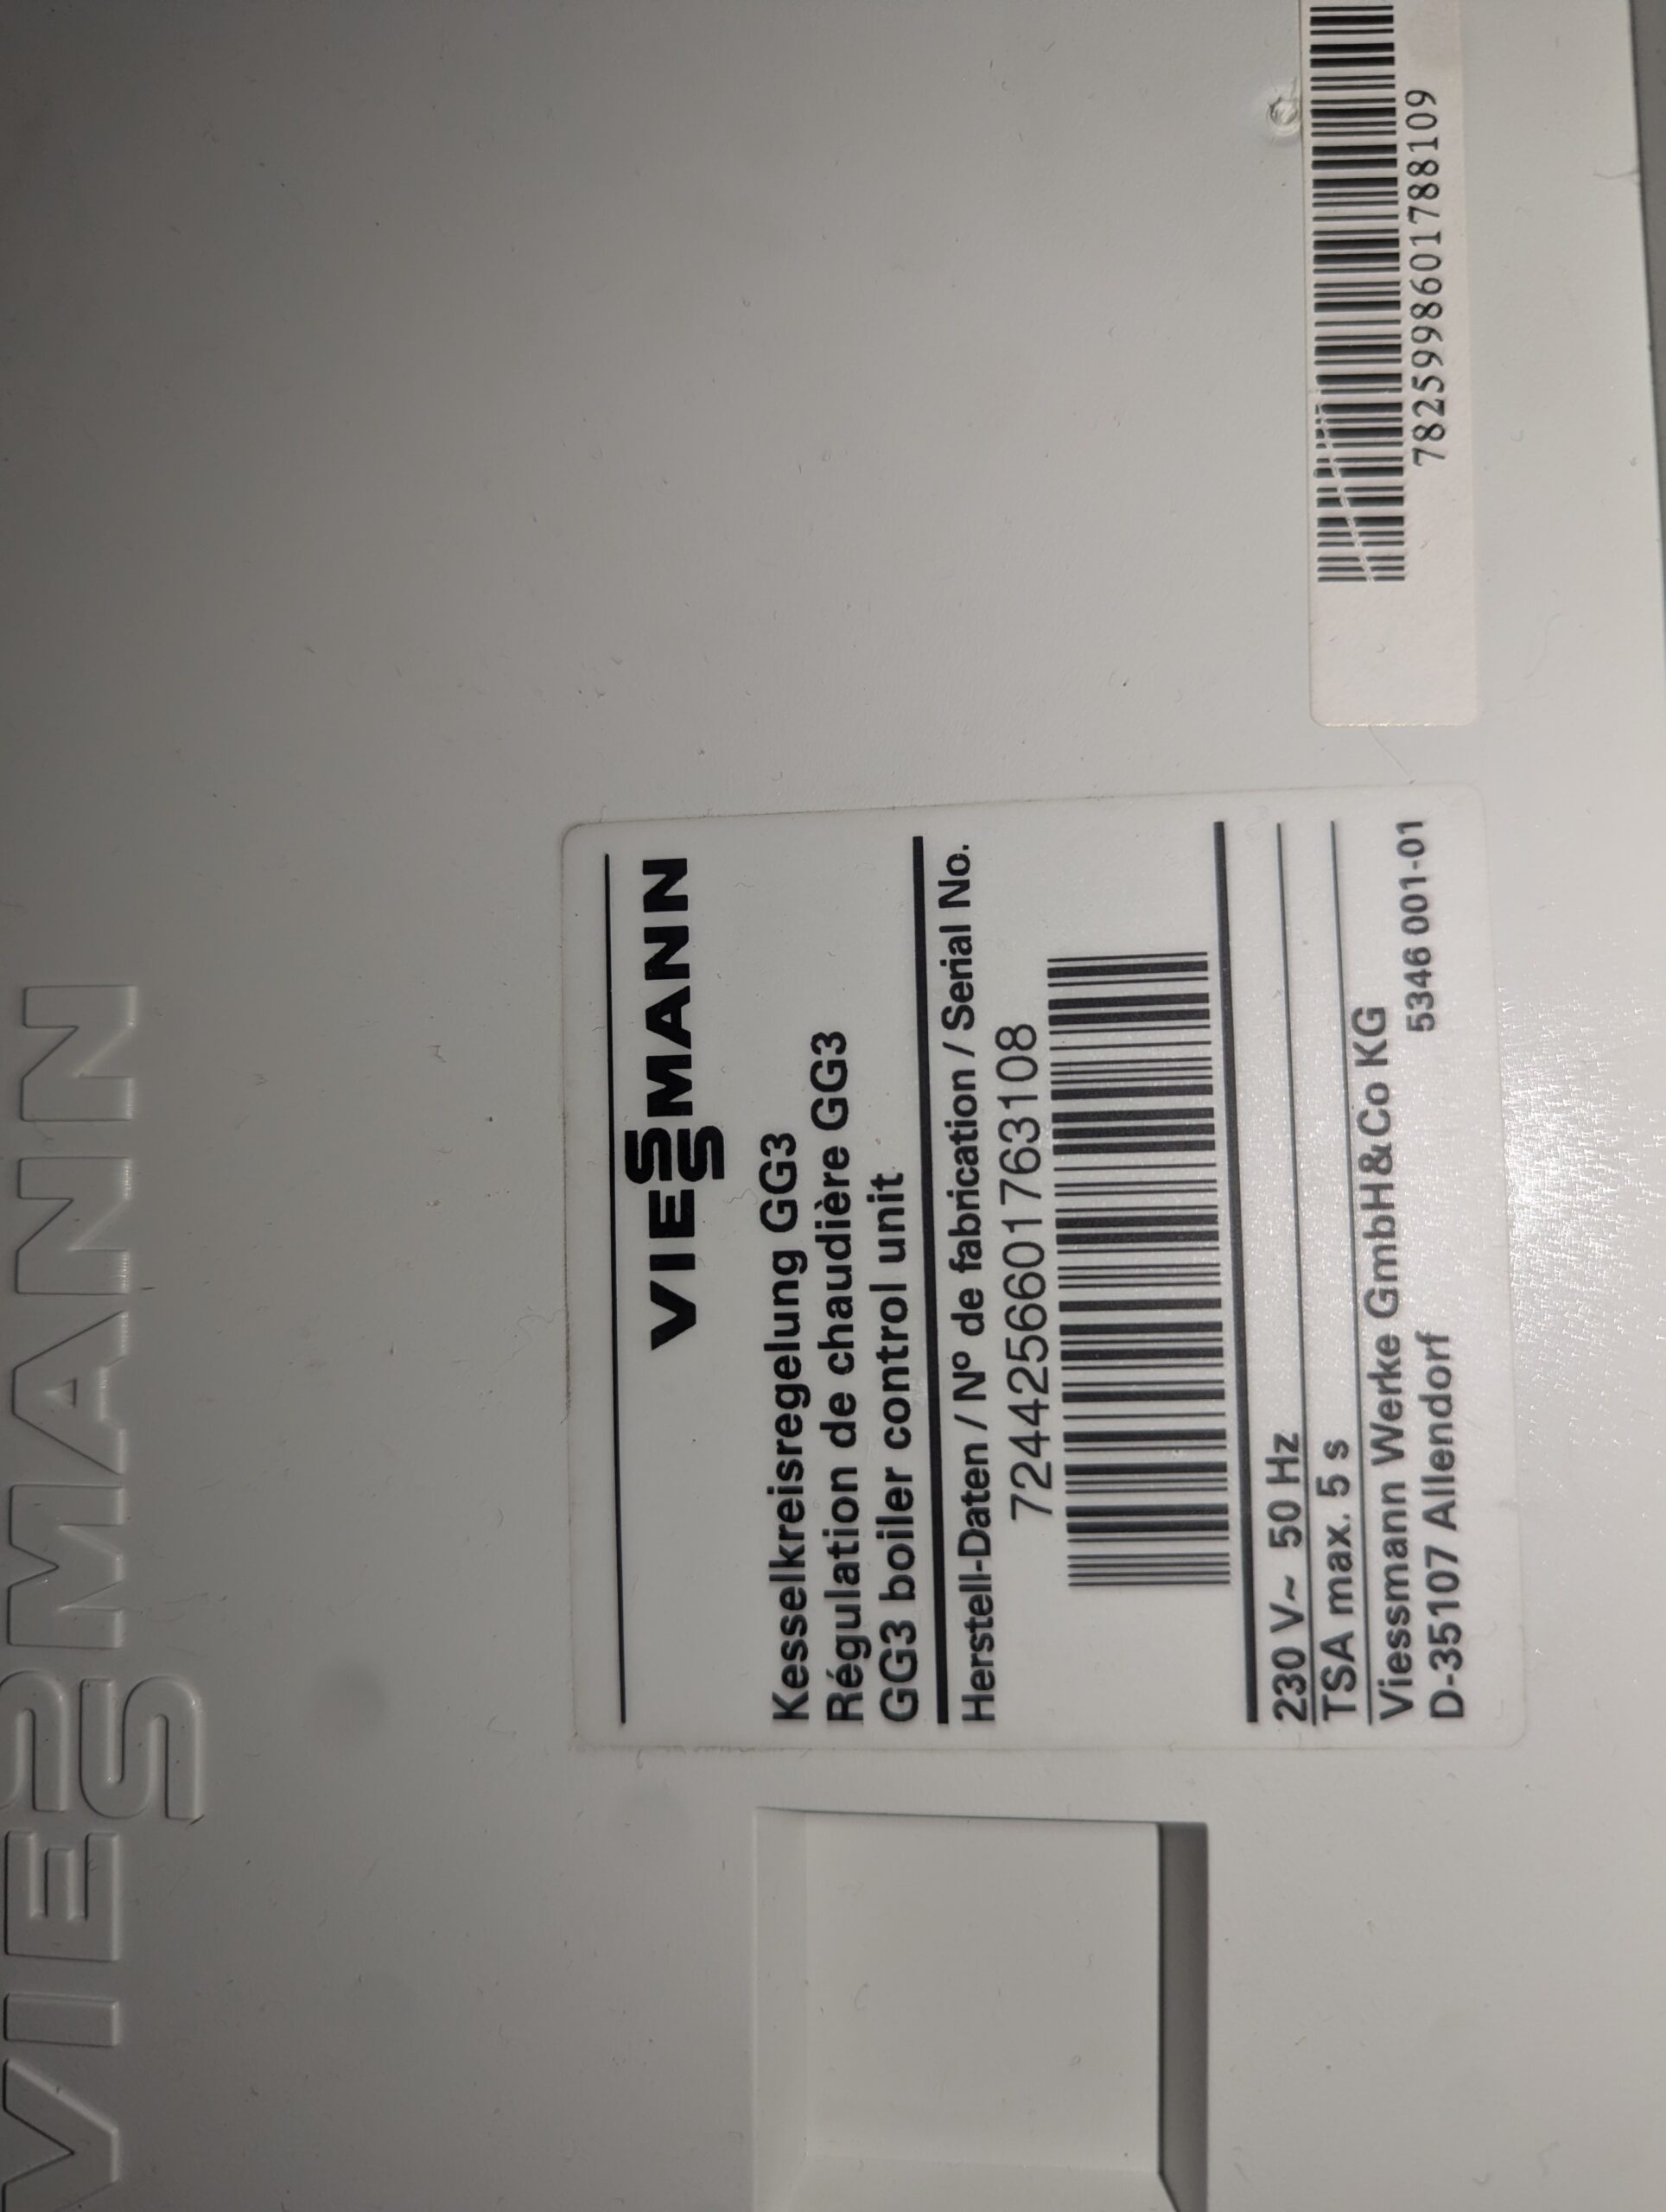 VIESSMANN
VIESSMANN
Kesselkreisregelung GG3
Régulation de chaudière GG3
GG3 boiler control unit
Herstell-Daten / Nº de fabrication / Serial No.
7244256601763108
230 V~ 50 Hz
TSA max. 5 s
Viessmann Werke GmbH&Co KG
D-35107 Allendorf 5346 001-01
7825998601788109